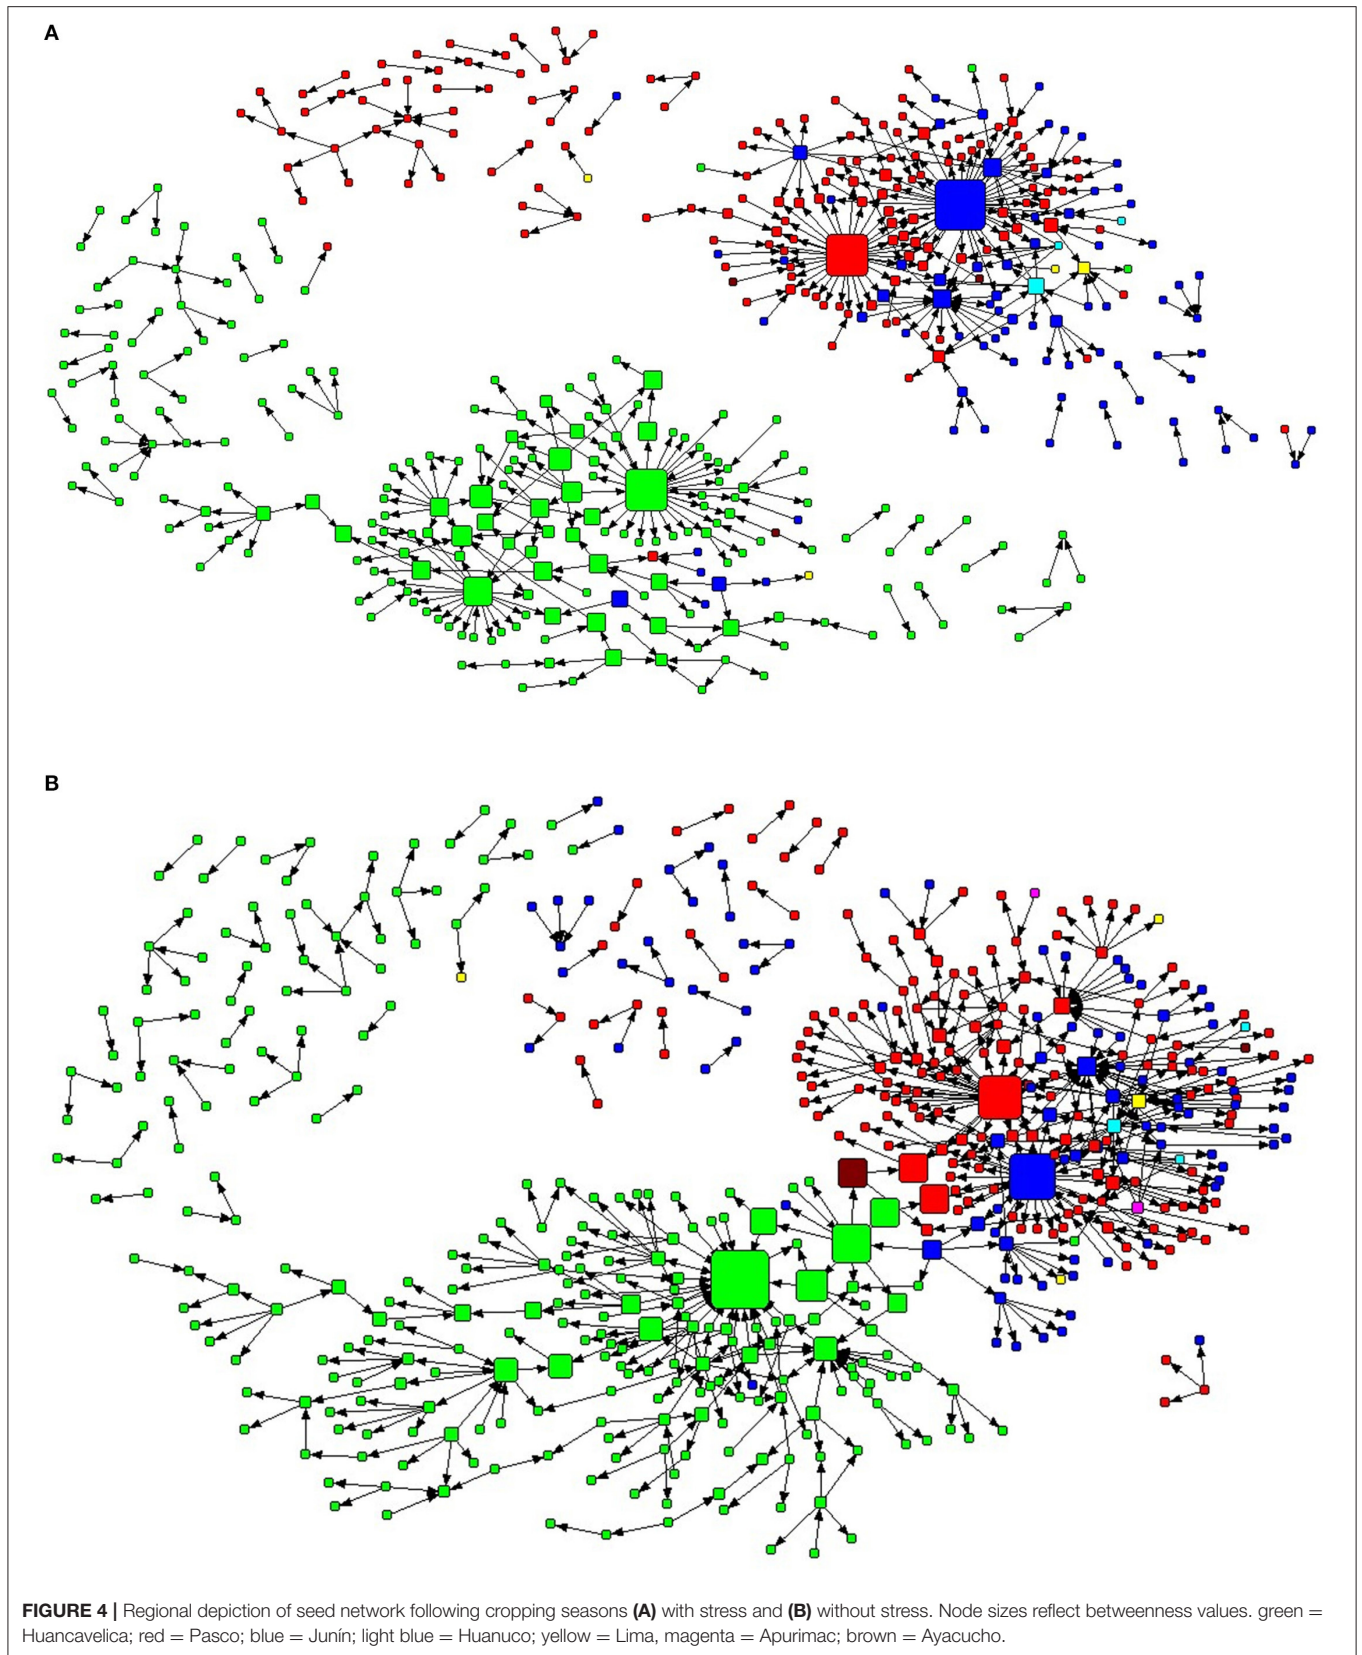 A
B
FIGURE 4 | Regional depiction of seed network following cropping seasons (A) with stress and (B) without stress. Node sizes reflect betweenness values. green =
Huancavelica; red = Pasco; blue = Junín; light blue = Huanuco; yellow = Lima, magenta = Apurimac; brown = Ayacucho.